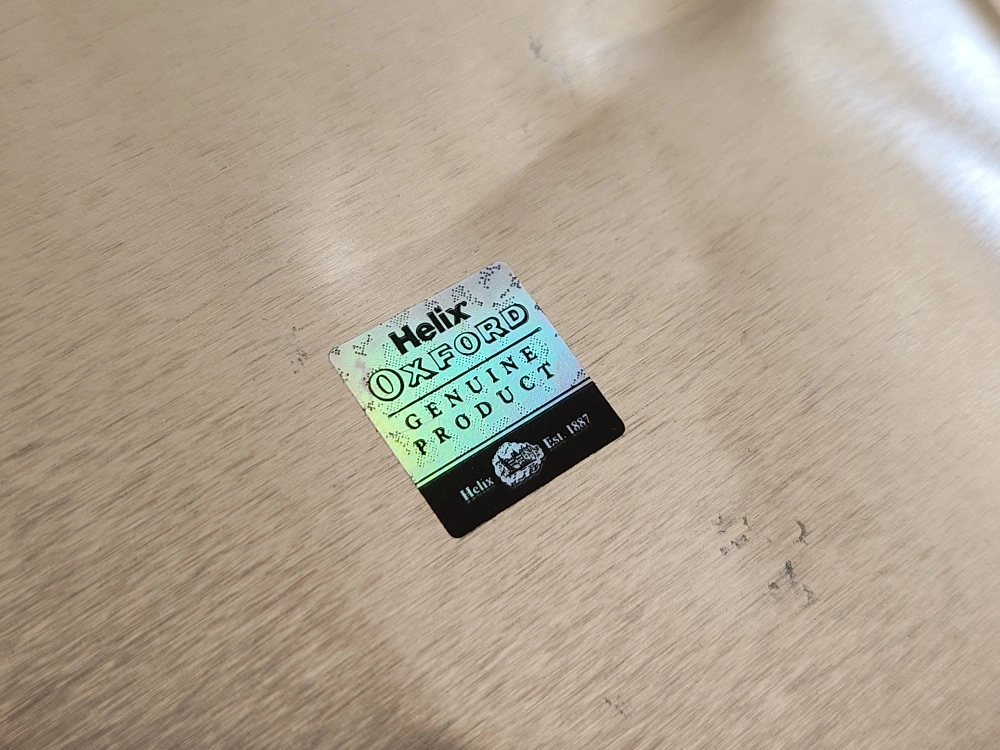 Helix
OXFORD
GENUINE
PRODUCT
Helix Est. 1887